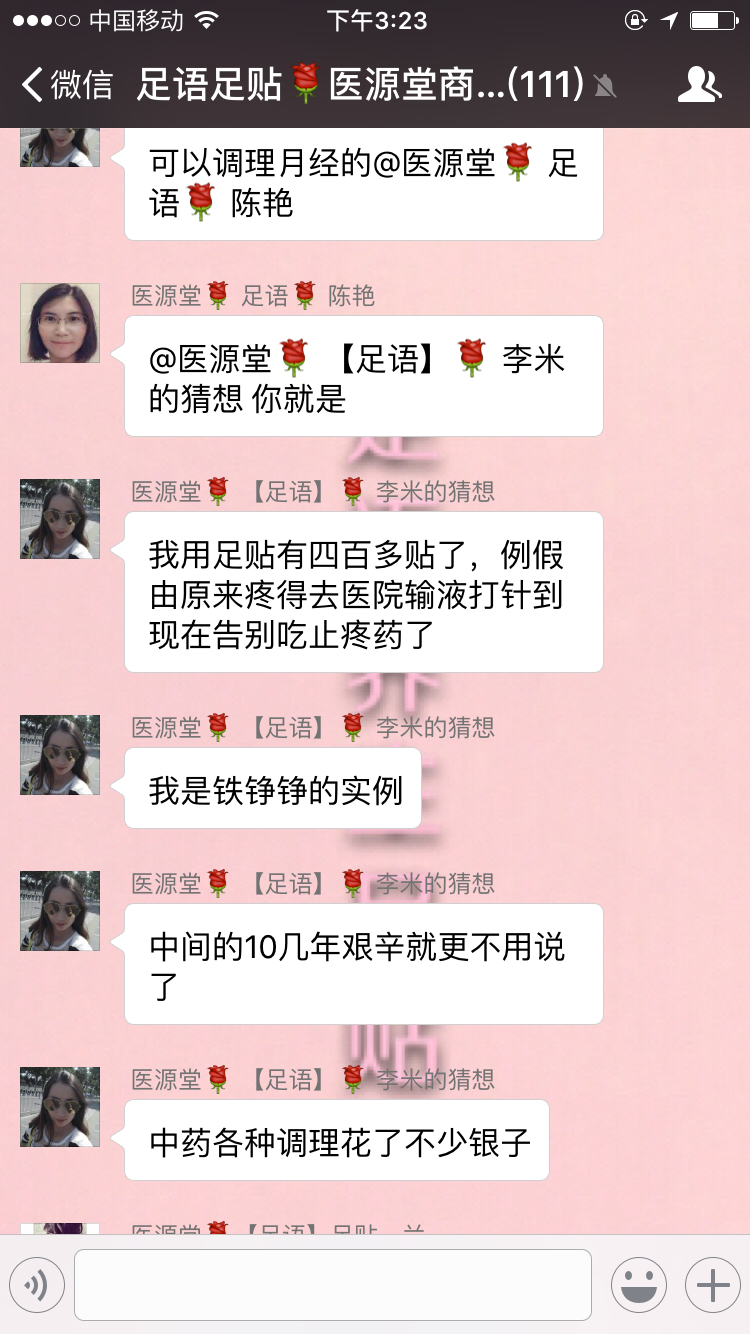 中国移动 下午3:23
微信 足语足贴🌹医源堂商...(111)
可以调理月经的@医源堂🌹 足
语🌹 陈艳
医源堂🌹 足语🌹 陈艳
@医源堂🌹 【足语】🌹 李米
的猜想 你就是
医源堂🌹 【足语】🌹 李米的猜想
我用足贴有四百多贴了，例假
由原来疼得去医院输液打针到
现在告别吃止疼药了
医源堂🌹 【足语】🌹 李米的猜想
我是铁铮铮的实例
医源堂🌹 【足语】🌹 李米的猜想
中间的10几年艰辛就更不用说
了
医源堂🌹 【足语】🌹 李米的猜想
中药各种调理花了不少银子